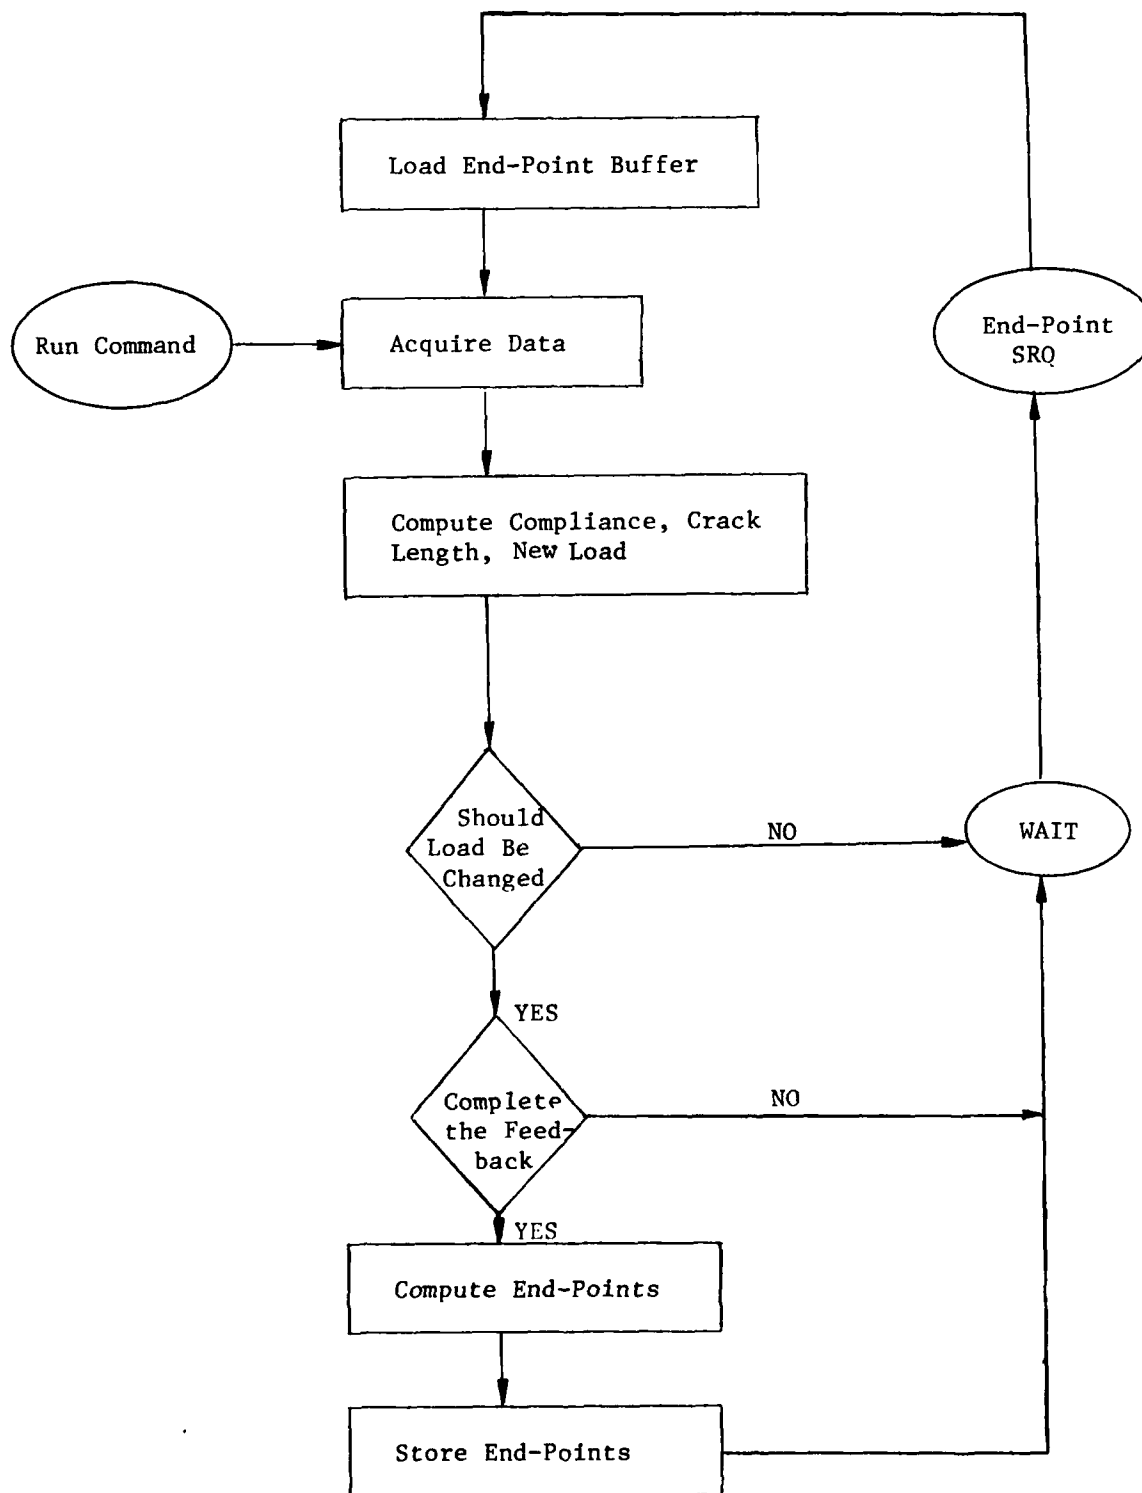 Load End-Point Buffer
Run Command
Acquire Data
End-Point
SRQ
Compute Compliance, Crack
Length, New Load
Should
Load Be
Changed
NO
WAIT
YES
Complete
the Feed-
back
NO
YES
Compute End-Points
Store End-Points